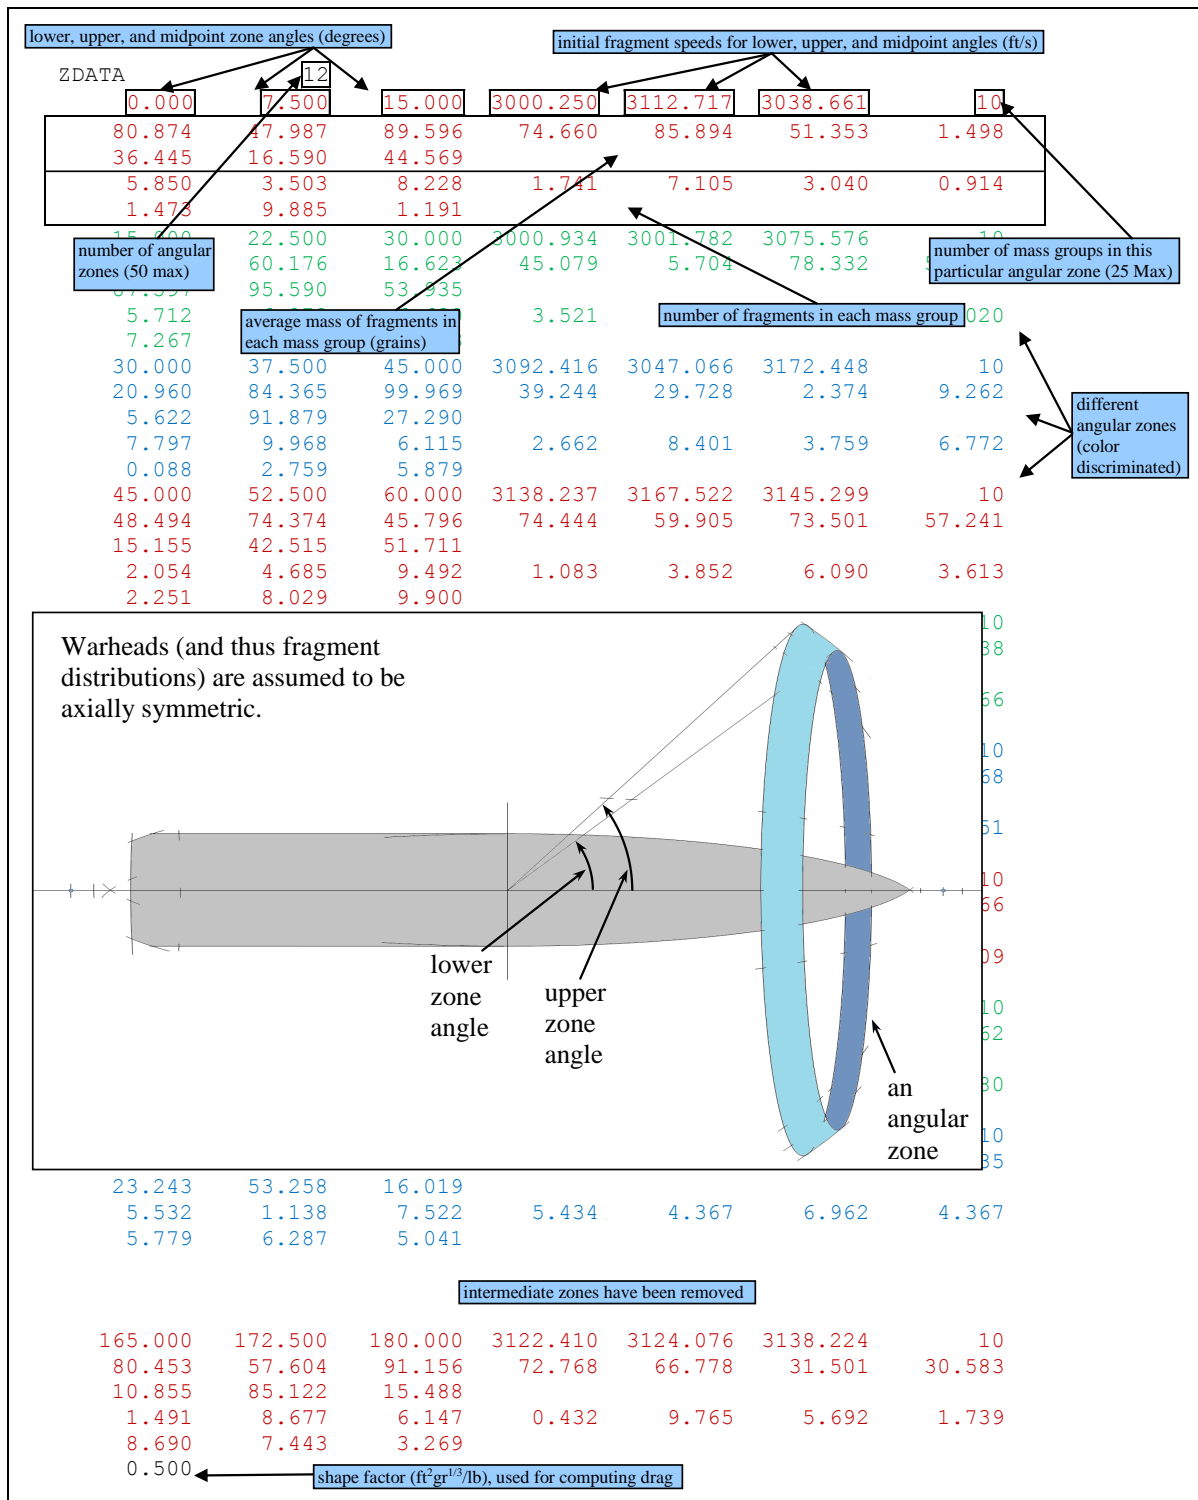 lower, upper, and midpoint zone angles (degrees)
initial fragment speeds for lower, upper, and midpoint angles (ft/s)
ZDATA 12
0.000 7.500 15.000 3000.250 3112.717 3038.661 10
80.874 47.987 89.596 74.660 85.894 51.353 1.498
36.445 16.590 44.569
5.850 3.503 8.228 1.741 7.105 3.040 0.914
1.473 9.885 1.191
15.000 22.500 30.000 3000.934 3001.782 3075.576 10
number of angular zones (50 max)
number of mass groups in this particular angular zone (25 Max)
60.176 16.623 45.079 5.704 78.332
95.590 53.935
5.712 3.521 020
average mass of fragments in each mass group (grains)
number of fragments in each mass group
7.267
30.000 37.500 45.000 3092.416 3047.066 3172.448 10
20.960 84.365 99.969 39.244 29.728 2.374 9.262
5.622 91.879 27.290
7.797 9.968 6.115 2.662 8.401 3.759 6.772
0.088 2.759 5.879
different
angular zones
(color
discriminated)
45.000 52.500 60.000 3138.237 3167.522 3145.299 10
48.494 74.374 45.796 74.444 59.905 73.501 57.241
15.155 42.515 51.711
2.054 4.685 9.492 1.083 3.852 6.090 3.613
2.251 8.029 9.900
Warheads (and thus fragment
distributions) are assumed to be
axially symmetric.
10
38
66
10
68
51
10
66
09
10
62
30
10
35
lower
zone
angle
upper
zone
angle
an
angular
zone
23.243 53.258 16.019
5.532 1.138 7.522 5.434 4.367 6.962 4.367
5.779 6.287 5.041
intermediate zones have been removed
165.000 172.500 180.000 3122.410 3124.076 3138.224 10
80.453 57.604 91.156 72.768 66.778 31.501 30.583
10.855 85.122 15.488
1.491 8.677 6.147 0.432 9.765 5.692 1.739
8.690 7.443 3.269
0.500
shape factor (ft²gr^1/3/lb), used for computing drag